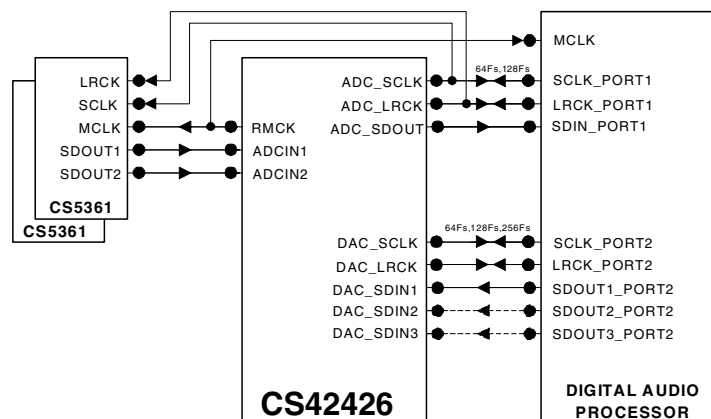 MCLK
64Fs,128Fs
LRCK
ADC_SCLK
SCLK_PORT1
SCLK
ADC_LRCK
LRCK_PORT1
MCLK
RMCK
ADC_SDOUT
SDIN_PORT1
SDOUT1
ADCIN1
SDOUT2
ADCIN2
CS5361
CS5361
64Fs,128Fs,256Fs
DAC_SCLK
SCLK_PORT2
DAC_LRCK
LRCK_PORT2
DAC_SDIN1
SDOUT1_PORT2
DAC_SDIN2
SDOUT2_PORT2
DAC_SDIN3
SDOUT3_PORT2
CS42426
DIGITAL AUDIO
PROCESSOR